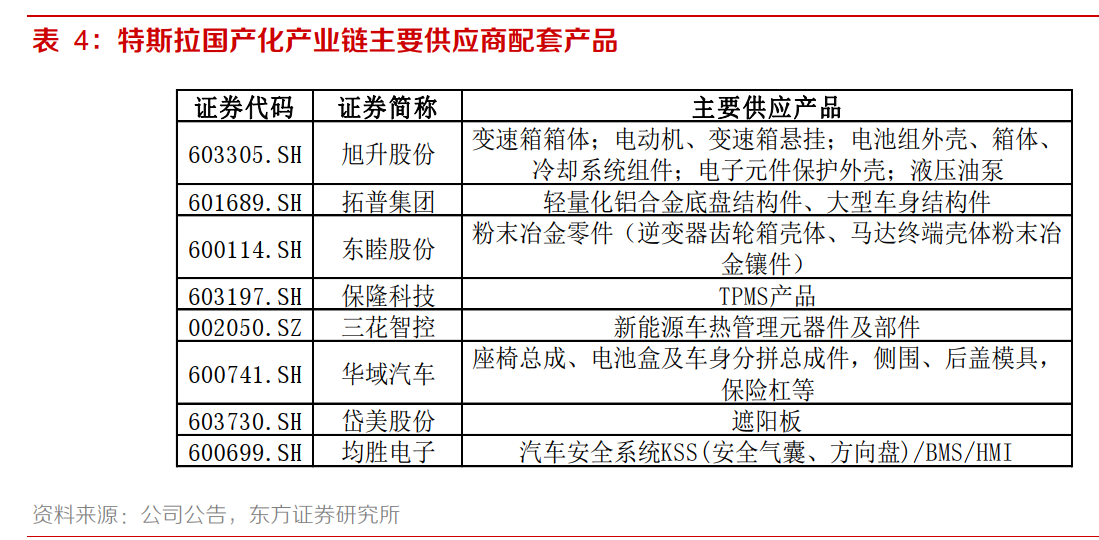 表 4：特斯拉国产化产业链主要供应商配套产品
证券代码 证券简称 主要供应产品
603305.SH 旭升股份 变速箱箱体；电动机、变速箱悬挂；电池组外壳、箱体、
冷却系统组件；电子元件保护外壳；液压油泵
601689.SH 拓普集团 轻量化铝合金底盘结构件、大型车身结构件
600114.SH 东睦股份 粉末冶金零件（逆变器齿轮箱壳体、马达终端壳体粉末冶
金镶件）
603197.SH 保隆科技 TPMS产品
002050.SZ 三花智控 新能源车热管理元器件及部件
600741.SH 华域汽车 座椅总成、电池盒及车身分拼总成件，侧围、后盖模具，
保险杠等
603730.SH 岱美股份 遮阳板
600699.SH 均胜电子 汽车安全系统KSS(安全气囊、方向盘)/BMS/HMI
资料来源：公司公告，东方证券研究所